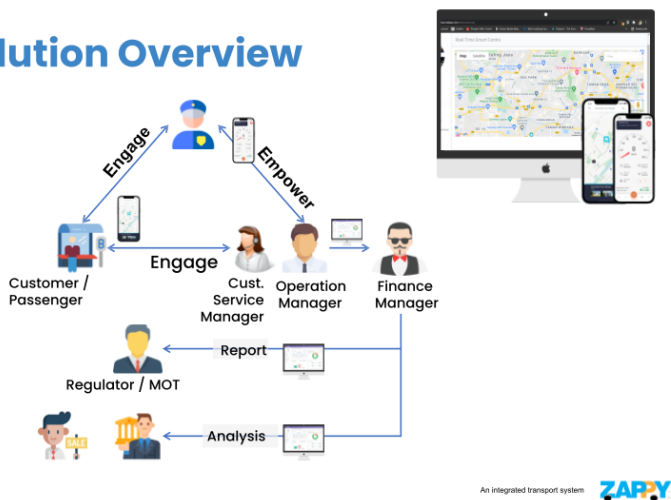 lution Overview
Engage
Empower
Engage
Customer /
Passenger
Cust.
Service
Manager
Operation
Manager
Finance
Manager
Report
Regulator / MOT
SALE
Analysis
An integrated transport system
ZAPPY